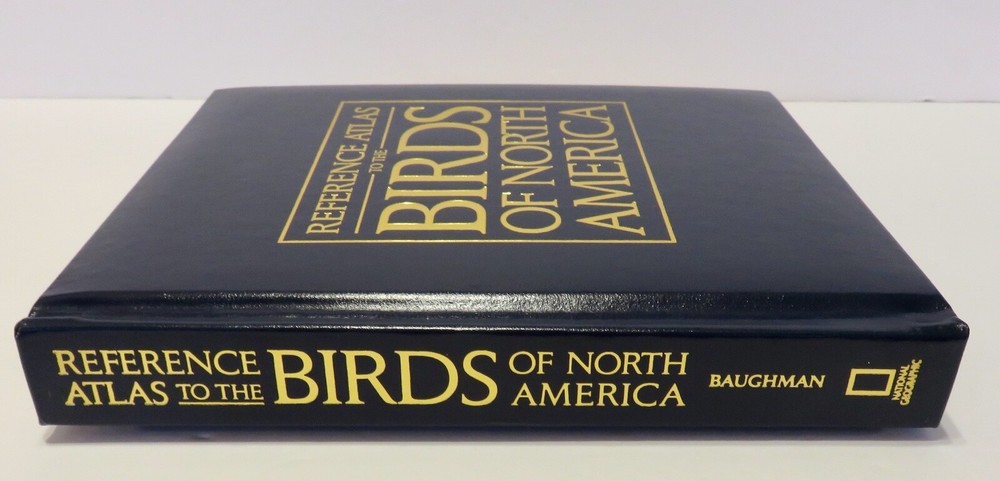 REFERENCE ATLAS
TO THE
BIRDS
OF NORTH
AMERICA
REFERENCE
ATLAS TO THE
BIRDS
OF NORTH
AMERICA
BAUGHMAN
NATIONAL
GEOGRAPHIC